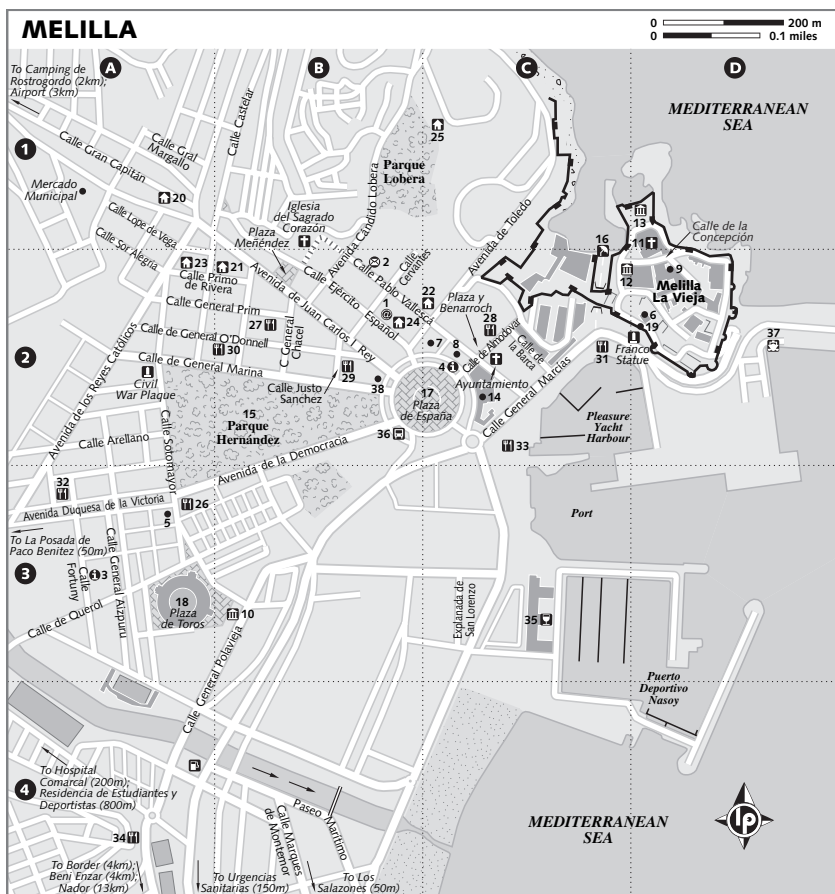 MELILLA
0 200 m
0 0.1 miles
A
B
C
D
To Camping de
Rostrogordo (2km);
Airport (3km)
Calle Gral
Margallo
Calle Castelar
Calle Gran Capitán
1
Mercado
Municipal
20
Calle Lope de Vega
Calle Sor Alegría
Iglesia
del Sagrado
Corazón
Plaza
Meñéndez
Avenida Cándido Lobera
Parque
Lobera
25
Avenida de Toledo
MEDITERRANEAN
SEA
13
Calle de la
Concepción
16
11
9
12
Melilla
La Vieja
6
19
Franco
Statue
37
31
23
21
Calle Primo
de Rivera
2
Calle
Cervantes
Calle Pablo Vallesca
Calle Ejército Español
Avenida de Juan Carlos I Rey
1
24
22
Plaza y
Benarroch
28
Calle de Almodovar
Calle de
la Barca
Calle General Prim
27
C General
Chacel
7
8
4
2
Calle de General O'Donnell
30
Calle de General Marina
29
Calle Justo
Sanchez
38
Ayuntamiento
14
Calle General Marcías
Avenida de los Reyes Católicos
Civil
War Plaque
17
Plaza
de España
15
Parque
Hernández
36
Pleasure
Yacht
Harbour
33
Calle Arellano
Calle Sotomayor
Avenida de la Democracia
32
Avenida Duquesa de la Victoria
26
5
Port
To La Posada de
Paco Benitez (50m)
3
3
Calle
Fortuny
Calle General Aizpuru
Calle de Querol
18
Plaza
de Toros
10
Calle General Polavieja
Explanada de
San Lorenzo
35
Puerto
Deportivo
Nasoy
4
To Hospital
Comarcal (200m);
Residencia de Estudiantes y
Deportistas (800m)
34
Paseo Marítimo
Calle Marques
de Montemor
MEDITERRANEAN
SEA
lp
To Border (4km);
Beni Enzar (4km);
Nador (13km)
To Urgencias
Sanitarias (150m)
To Los
Salazones (50m)